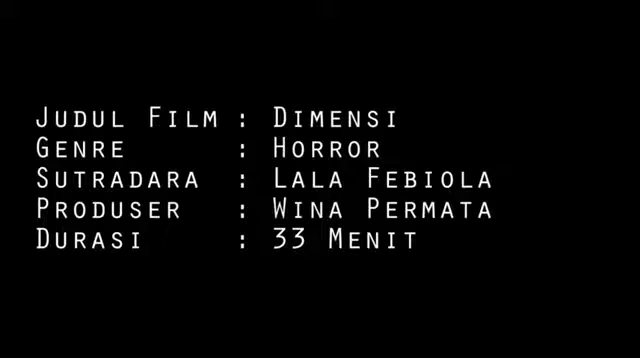 Judul Film : Dimensi
Genre : Horror
Sutradara : Lala Febiola
Produser : Wina Permata
Durasi : 33 Menit